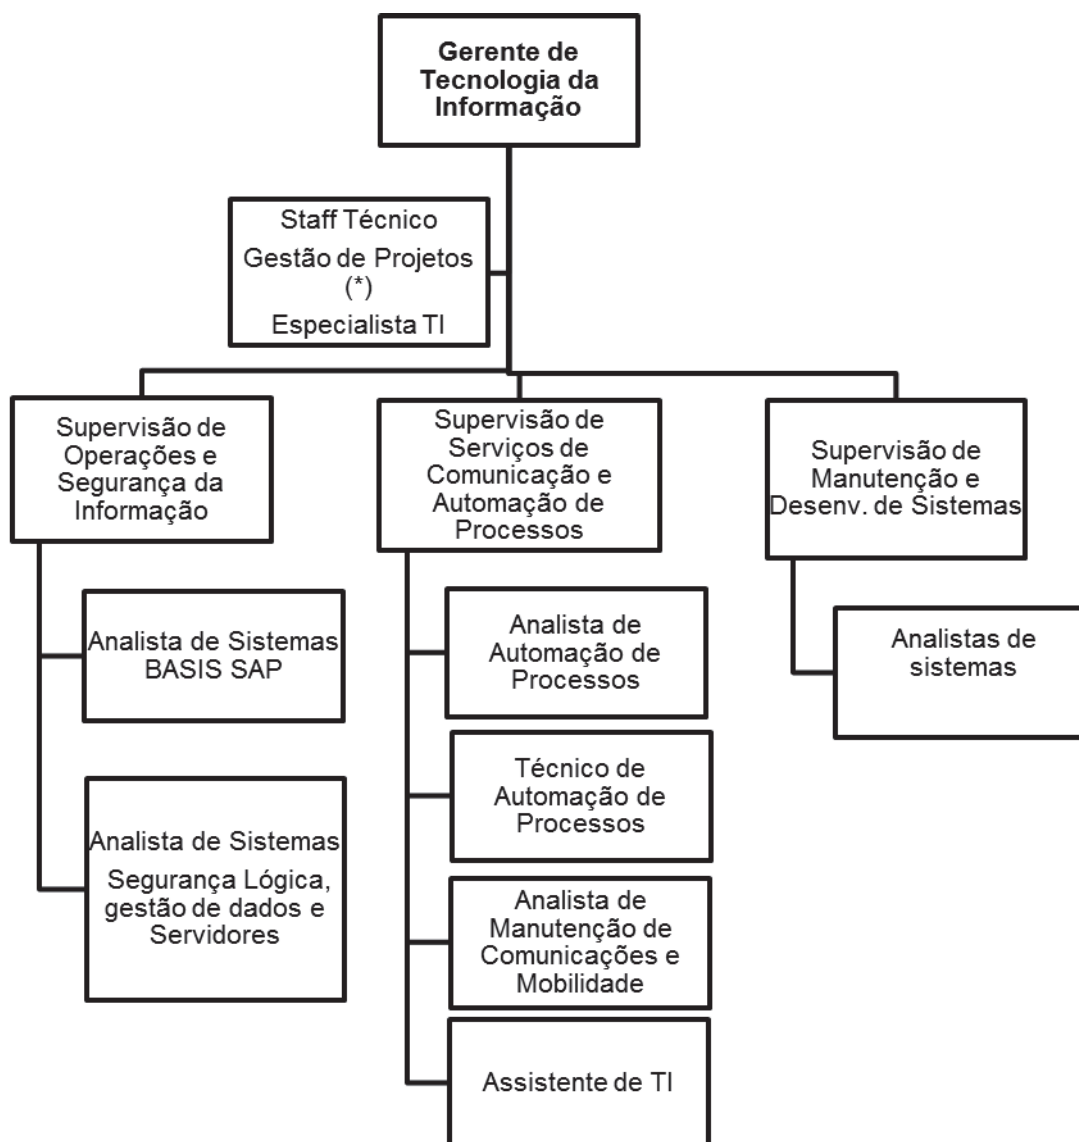 Gerente de
Tecnologia da
Informação
Staff Técnico
Gestão de Projetos
(*)
Especialista TI
Supervisão de
Operações e
Segurança da
Informação
Supervisão de
Serviços de
Comunicação e
Automação de
Processos
Supervisão de
Manutenção e
Desenv. de Sistemas
Analista de Sistemas
BASIS SAP
Analista de Sistemas
Segurança Lógica,
gestão de dados e
Servidores
Analista de
Automação de
Processos
Técnico de
Automação de
Processos
Analista de
Manutenção de
Comunicações e
Mobilidade
Assistente de TI
Analistas de
sistemas